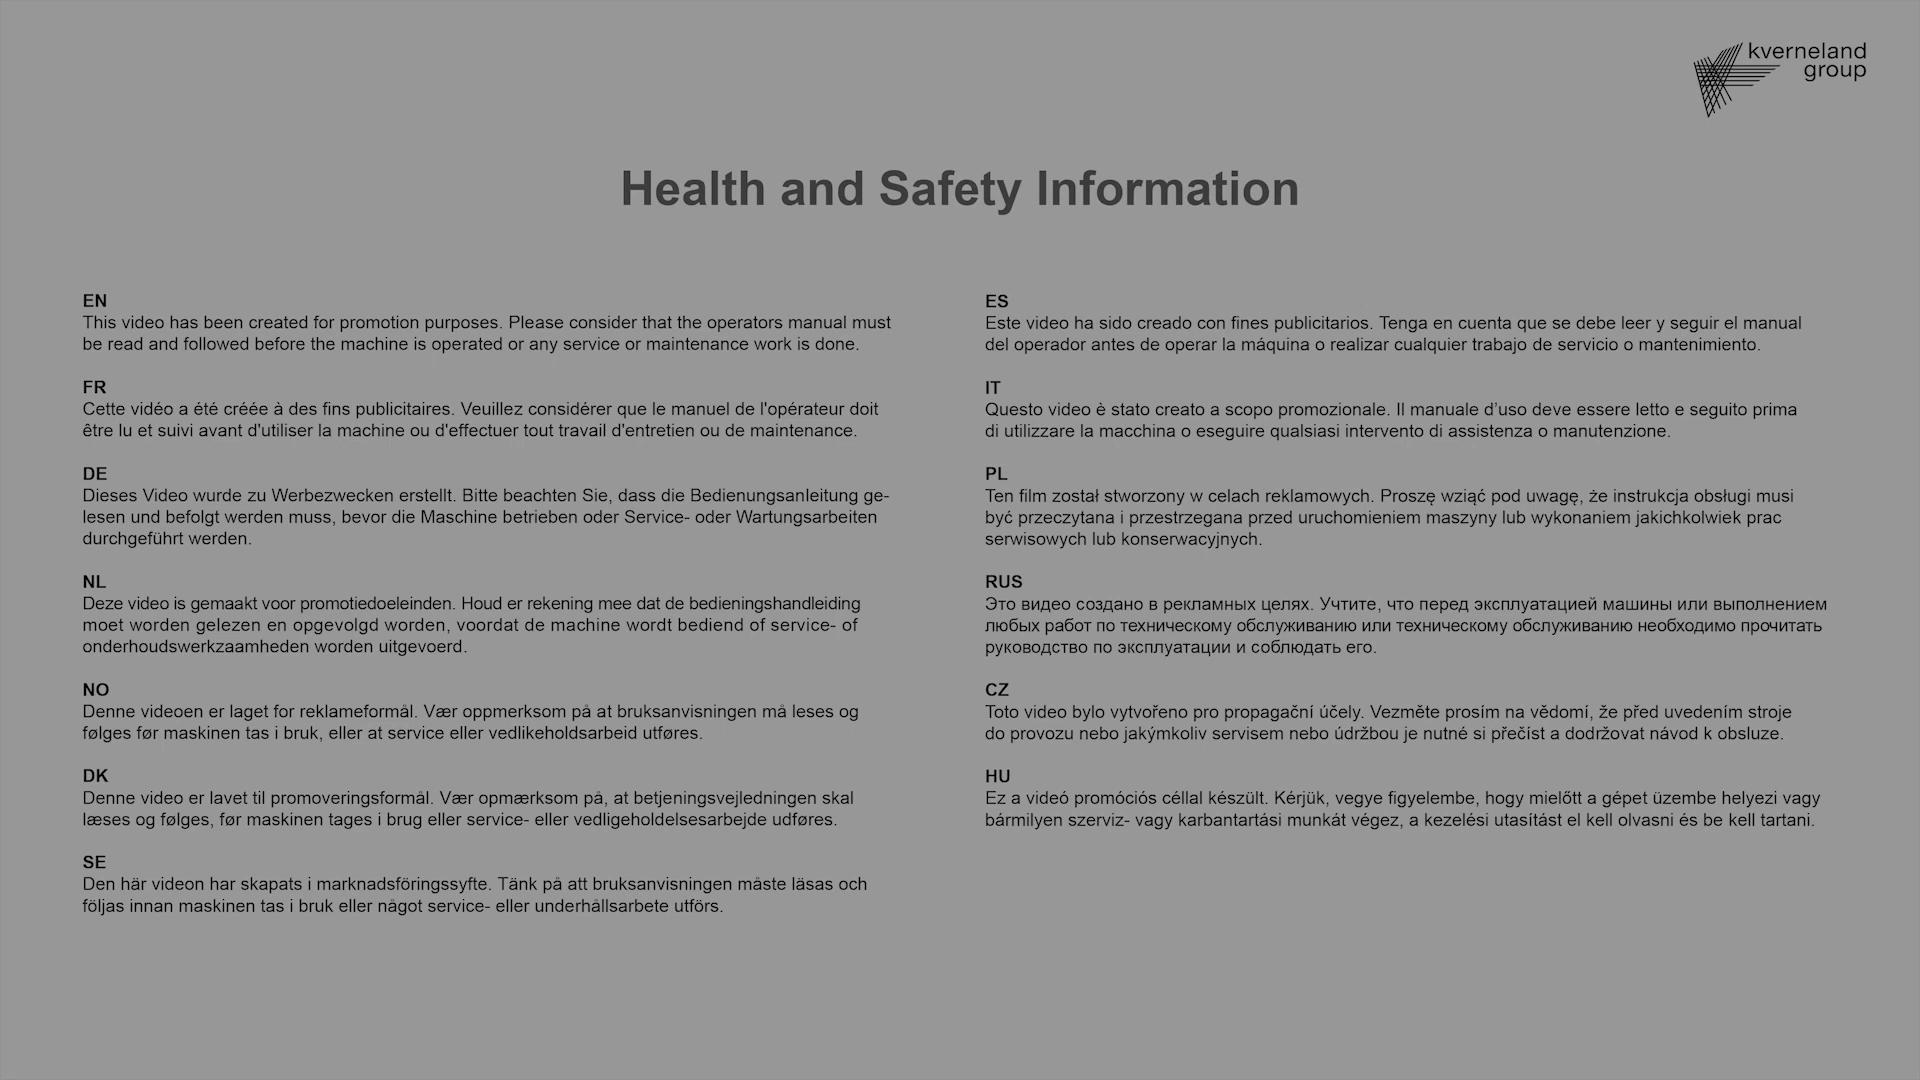 kverneland
group
Health and Safety Information
EN
This video has been created for promotion purposes. Please consider that the operators manual must
be read and followed before the machine is operated or any service or maintenance work is done.
FR
Cette vidéo a été créée à des fins publicitaires. Veuillez considérer que le manuel de l'opérateur doit
être lu et suivi avant d'utiliser la machine ou d'effectuer tout travail d'entretien ou de maintenance.
DE
Dieses Video wurde zu Werbezwecken erstellt. Bitte beachten Sie, dass die Bedienungsanleitung ge-
lesen und befolgt werden muss, bevor die Maschine betrieben oder Service- oder Wartungsarbeiten
durchgeführt werden.
NL
Deze video is gemaakt voor promotiedoeleinden. Houd er rekening mee dat de bedieningshandleiding
moet worden gelezen en opgevolgd worden, voordat de machine wordt bediend of service- of
onderhoudswerkzaamheden worden uitgevoerd.
NO
Denne videoen er laget for reklameformål. Vær oppmerksom på at bruksanvisningen må leses og
følges før maskinen tas i bruk, eller at service eller vedlikeholdsarbeid utføres.
DK
Denne video er lavet til promoveringsformål. Vær opmærksom på, at betjeningsvejledningen skal
læses og følges, før maskinen tages i brug eller service- eller vedligeholdelsesarbejde udføres.
SE
Den här videon har skapats i marknadsföringssyfte. Tänk på att bruksanvisningen måste läsas och
följas innan maskinen tas i bruk eller något service- eller underhållsarbete utförs.
ES
Este video ha sido creado con fines publicitarios. Tenga en cuenta que se debe leer y seguir el manual
del operador antes de operar la máquina o realizar cualquier trabajo de servicio o mantenimiento.
IT
Questo video è stato creato a scopo promozionale. Il manuale d’uso deve essere letto e seguito prima
di utilizzare la macchina o eseguire qualsiasi intervento di assistenza o manutenzione.
PL
Ten film został stworzony w celach reklamowych. Proszę wziąć pod uwagę, że instrukcja obsługi musi
być przeczytana i przestrzegana przed uruchomieniem maszyny lub wykonaniem jakichkolwiek prac
serwisowych lub konserwacyjnych.
RUS
Это видео создано в рекламных целях. Учтите, что перед эксплуатацией машины или выполнением
любых работ по техническому обслуживанию или техническому обслуживанию необходимо прочитать
руководство по эксплуатации и соблюдать его.
CZ
Toto video bylo vytvořeno pro propagační účely. Vezměte prosím na vědomí, že před uvedením stroje
do provozu nebo jakýmkoliv servisem nebo údržbou je nutné si přečíst a dodržovat návod k obsluze.
HU
Ez a videó promóciós céllal készült. Kérjük, vegye figyelembe, hogy mielőtt a gépet üzembe helyezi vagy
bármilyen szerviz- vagy karbantartási munkát végez, a kezelési utasítást el kell olvasni és be kell tartani.